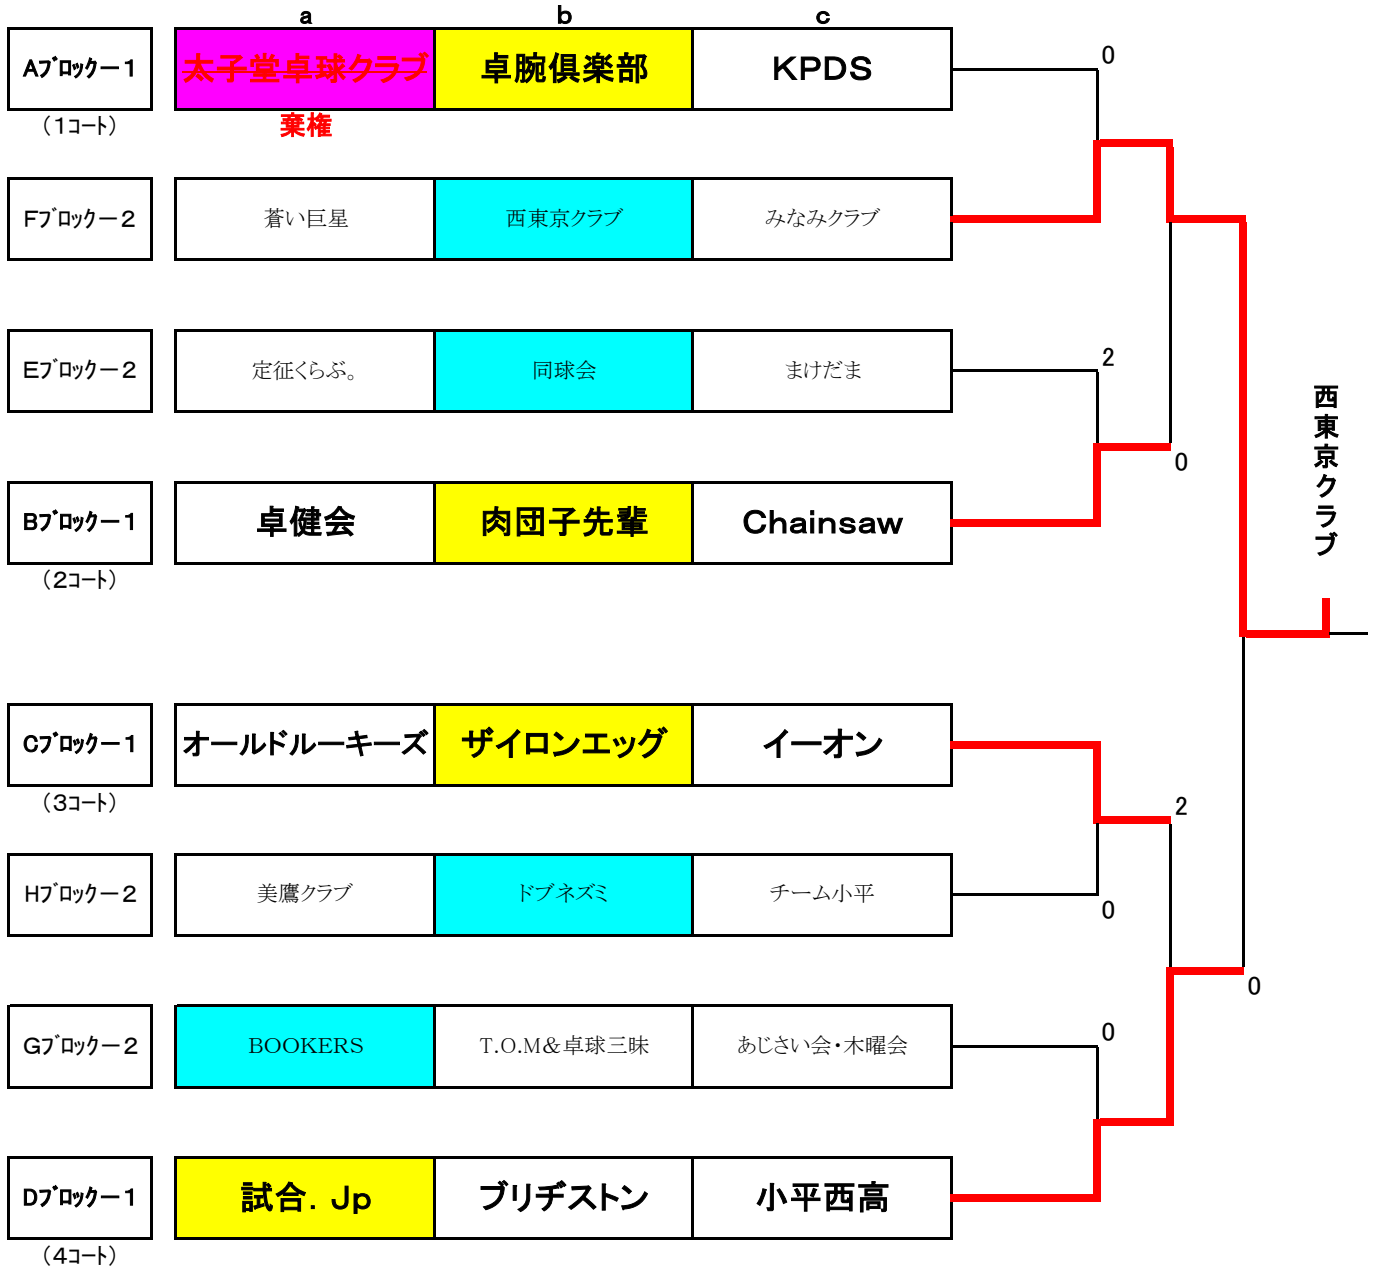 a b c
Aﾌﾞﾛｯｸー1 太子堂卓球クラブ 卓腕倶楽部 KPDS 0
(1ｺｰﾄ) 棄権
Fﾌﾞﾛｯｸー2 蒼い巨星 西東京クラブ みなみクラブ
Eﾌﾞﾛｯｸー2 定征くらぶ。 同球会 まけだま 2
0
Bﾌﾞﾛｯｸー1 卓健会 肉団子先輩 Chainsaw
(2ｺｰﾄ)
西東京クラブ
Cﾌﾞﾛｯｸー1 オールドルーキーズ ザイロンエッグ イーオン
(3ｺｰﾄ) 2
Hﾌﾞﾛｯｸー2 美鷹クラブ ドブネズミ チーム小平 0
0
Gﾌﾞﾛｯｸー2 BOOKERS T.O.M&卓球三昧 あじさい会・木曜会 0
Dﾌﾞﾛｯｸー1 試合．Jp ブリヂストン 小平西高
(4ｺｰﾄ)